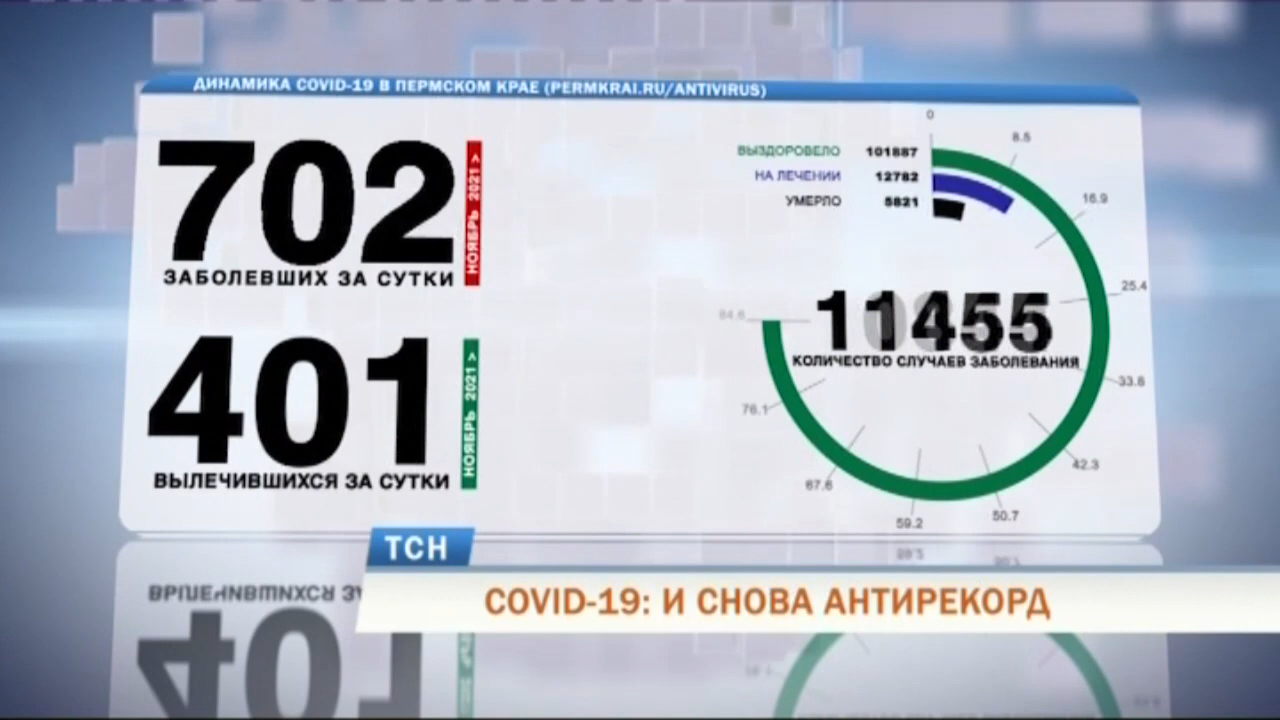 ДИНАМИКА COVID-19 В ПЕРМСКОМ КРАЕ (PERMKRAI.RU/ANTIVIRUS)
702
ЗАБОЛЕВШИХ ЗА СУТКИ
НОЯБРЬ 2021 >
401
ВЫЛЕЧИВШИХСЯ ЗА СУТКИ
НОЯБРЬ 2021 >
ВЫЗДОРОВЕЛО 101887
НА ЛЕЧЕНИИ 12782
УМЕРЛО 5821
0
8.5
16.9
25.4
33.8
42.3
50.7
59.2
67.6
76.1
84.6
КОЛИЧЕСТВО СЛУЧАЕВ ЗАБОЛЕВАНИЯ
ТСН
COVID-19: И СНОВА АНТИРЕКОРД